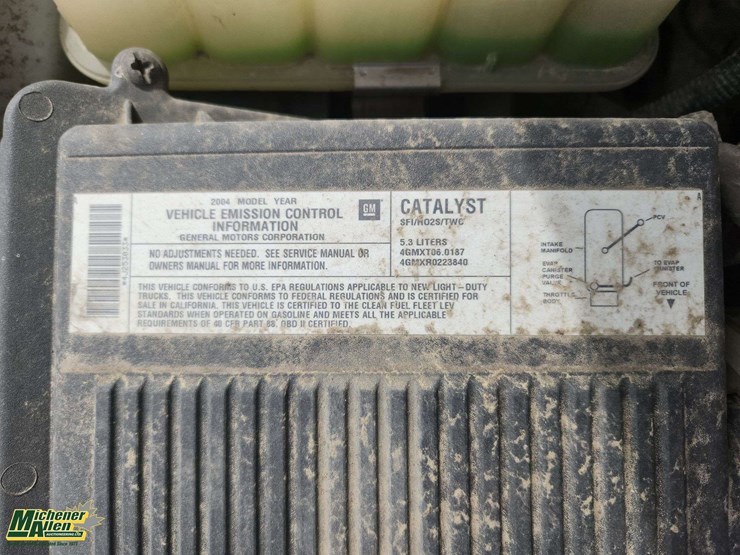 2004 MODEL YEAR
VEHICLE EMISSION CONTROL
INFORMATION
GENERAL MOTORS CORPORATION
GM
NO ADJUSTMENTS NEEDED. SEE SERVICE MANUAL OR
OWNERS MANUAL FOR MORE INFORMATION.
CATALYST
SFI/HO2S/TWC
5.3 LITERS
4GMXT06.0187
4GMXR0223840
THIS VEHICLE CONFORMS TO U.S. EPA REGULATIONS APPLICABLE TO NEW LIGHT-DUTY
TRUCKS. THIS VEHICLE CONFORMS TO FEDERAL REGULATIONS AND IS CERTIFIED FOR
SALE IN CALIFORNIA. THIS VEHICLE IS CERTIFIED TO THE CLEAN FUEL FLEET LEV
STANDARDS WHEN OPERATED ON GASOLINE AND MEETS ALL THE APPLICABLE
REQUIREMENTS OF 40 CFR PART 88. OBD II CERTIFIED.
A
PCV
INTAKE
MANIFOLD
EVAP
CANISTER
PURGE
VALVE
THROTTLE
BODY
TO EVAP
CANISTER
FRONT OF
VEHICLE
Michener
Allen
AUCTIONEERING LTD.